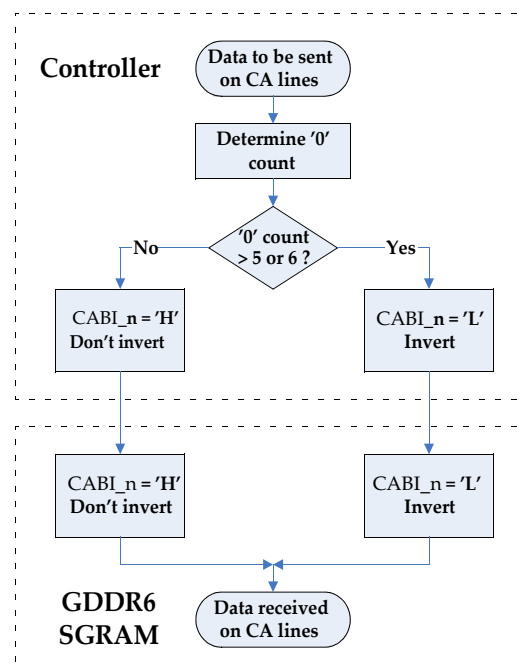 Controller
Data to be sent
on CA lines
Determine '0'
count
'0' count
> 5 or 6 ?
No
Yes
CABI_n = 'H'
Don't invert
CABI_n = 'L'
Invert
CABI_n = 'H'
Don't invert
CABI_n = 'L'
Invert
GDDR6
SGRAM
Data received
on CA lines